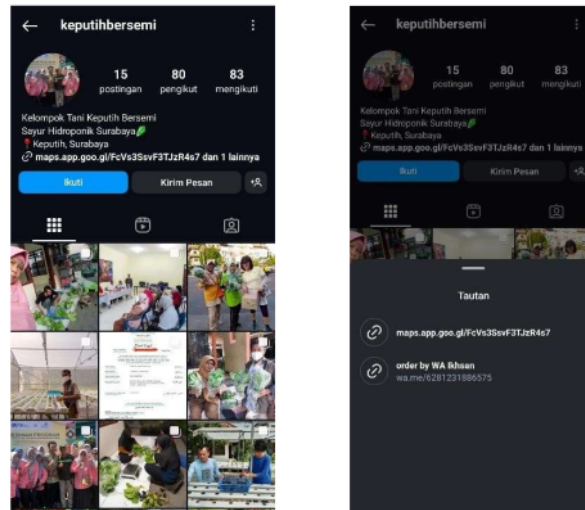 keputihbersemi
15 80 83
postingan pengikut mengikuti
Kelompok Tani Keputih Bersemi
Sayur Hidroponik Surabaya
Keputih, Surabaya
maps.app.goo.gl/FcVs3SsvF3TJzR4s7 dan 1 lainnya
Ikuti Kirim Pesan
keputihbersemi
15 80 83
postingan pengikut mengikuti
Kelompok Tani Keputih Bersemi
Sayur Hidroponik Surabaya
Keputih, Surabaya
maps.app.goo.gl/FcVs3SsvF3TJzR4s7 dan 1 lainnya
Ikuti Kirim Pesan
Tautan
maps.app.goo.gl/FcVs3SsvF3TJzR4s7
order by WA Ikhsan
wa.me/6281231886575